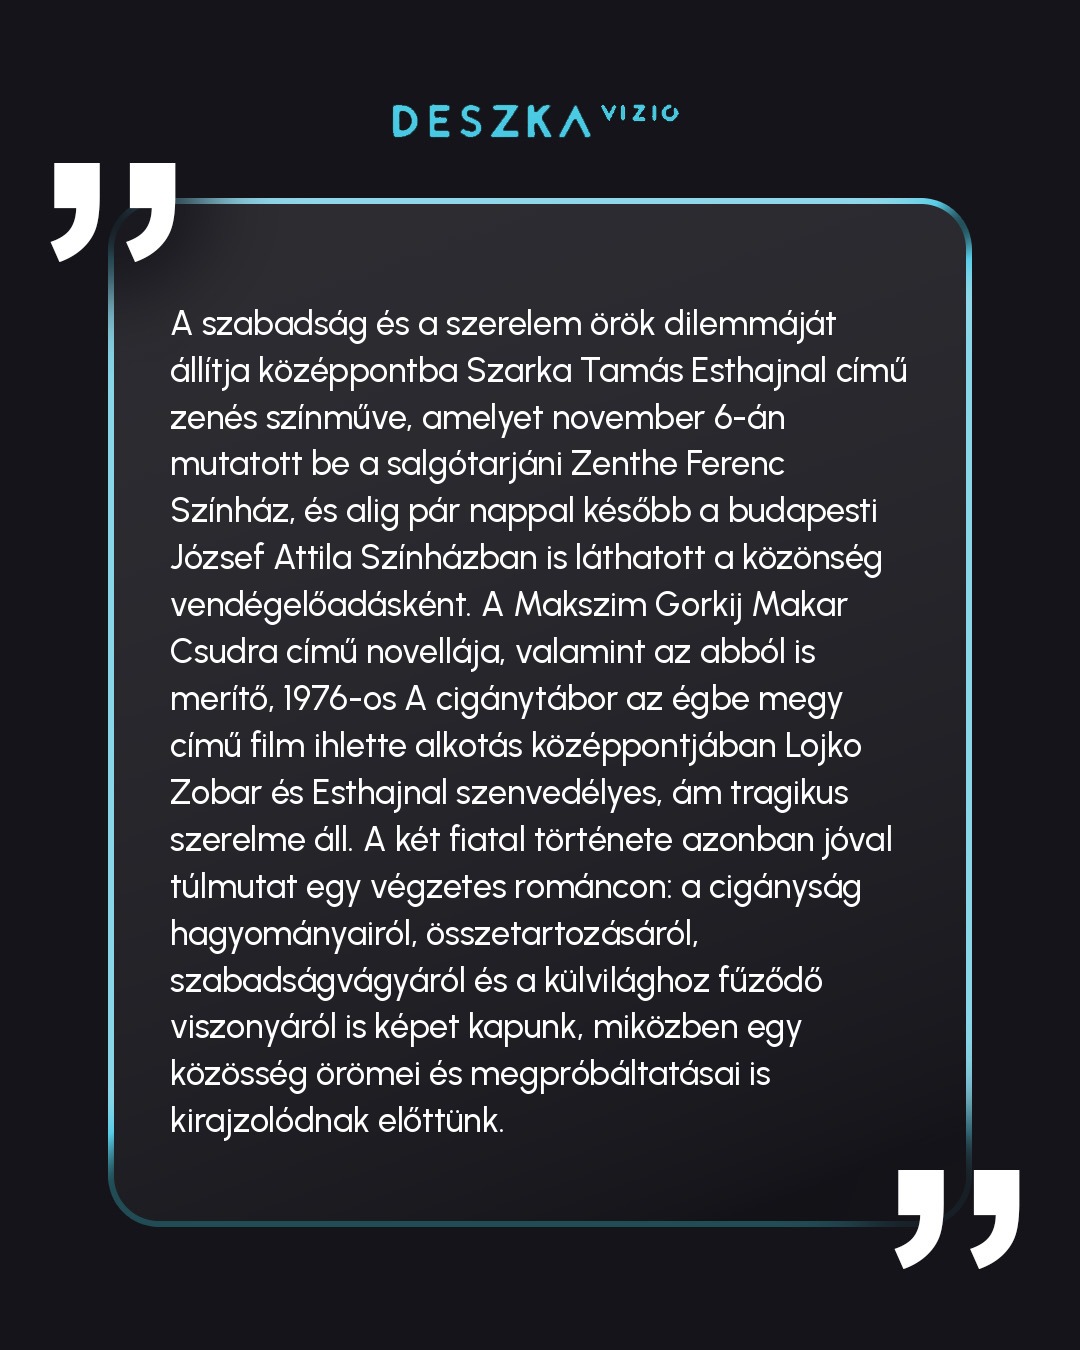 DESZKA VIZIO
A szabadság és a szerelem örök dilemmáját
állítja középpontba Szarka Tamás Esthajnal című
zenés színműve, amelyet november 6-án
mutatott be a salgótarjáni Zenthe Ferenc
Színház, és alig pár nappal később a budapesti
József Attila Színházban is láthatott a közönség
vendégelőadásként. A Makszim Gorkij Makar
Csudra című novellája, valamint az abból is
merítő, 1976-os A cigánytábor az égbe megy
című film ihlette alkotás középpontjában Lojko
Zobar és Esthajnal szenvedélyes, ám tragikus
szerelme áll. A két fiatal története azonban jóval
túlmutat egy végzetes románcon: a cigányság
hagyományairól, összetartozásáról,
szabadságvágyáról és a külvilághoz fűződő
viszonyáról is képet kapunk, miközben egy
közösség örömei és megpróbáltatásai is
kirajzolódnak előttünk.